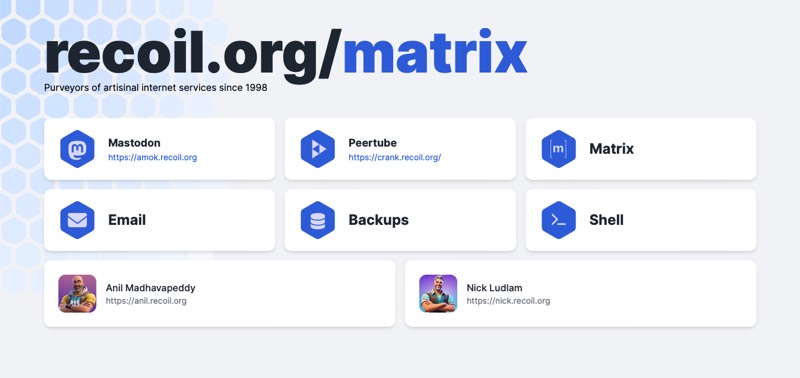 recoil.org/matrix
Purveyors of artisinal internet services since 1998
Mastodon
https://amok.recoil.org
Peertube
https://crank.recoil.org/
[m]
Matrix
Email
Backups
Shell
Anil Madhavapeddy
https://anil.recoil.org
Nick Ludlam
https://nick.recoil.org